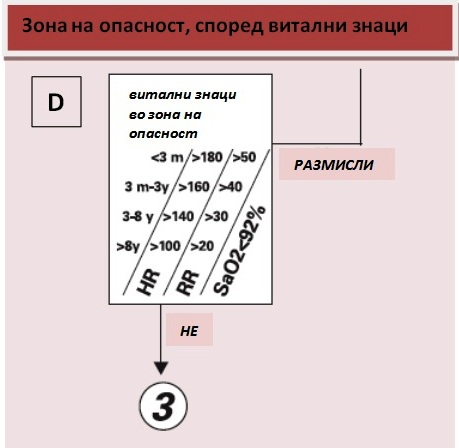 Зона на опасност, според витални знаци
D
витални знаци
во зона на
опасност
<3 m >180 >50
3 m-3y >160 >40
3-8 y >140 >30
>8y >100 >20
HR RR SaO2<92%
РАЗМИСЛИ
НЕ
3